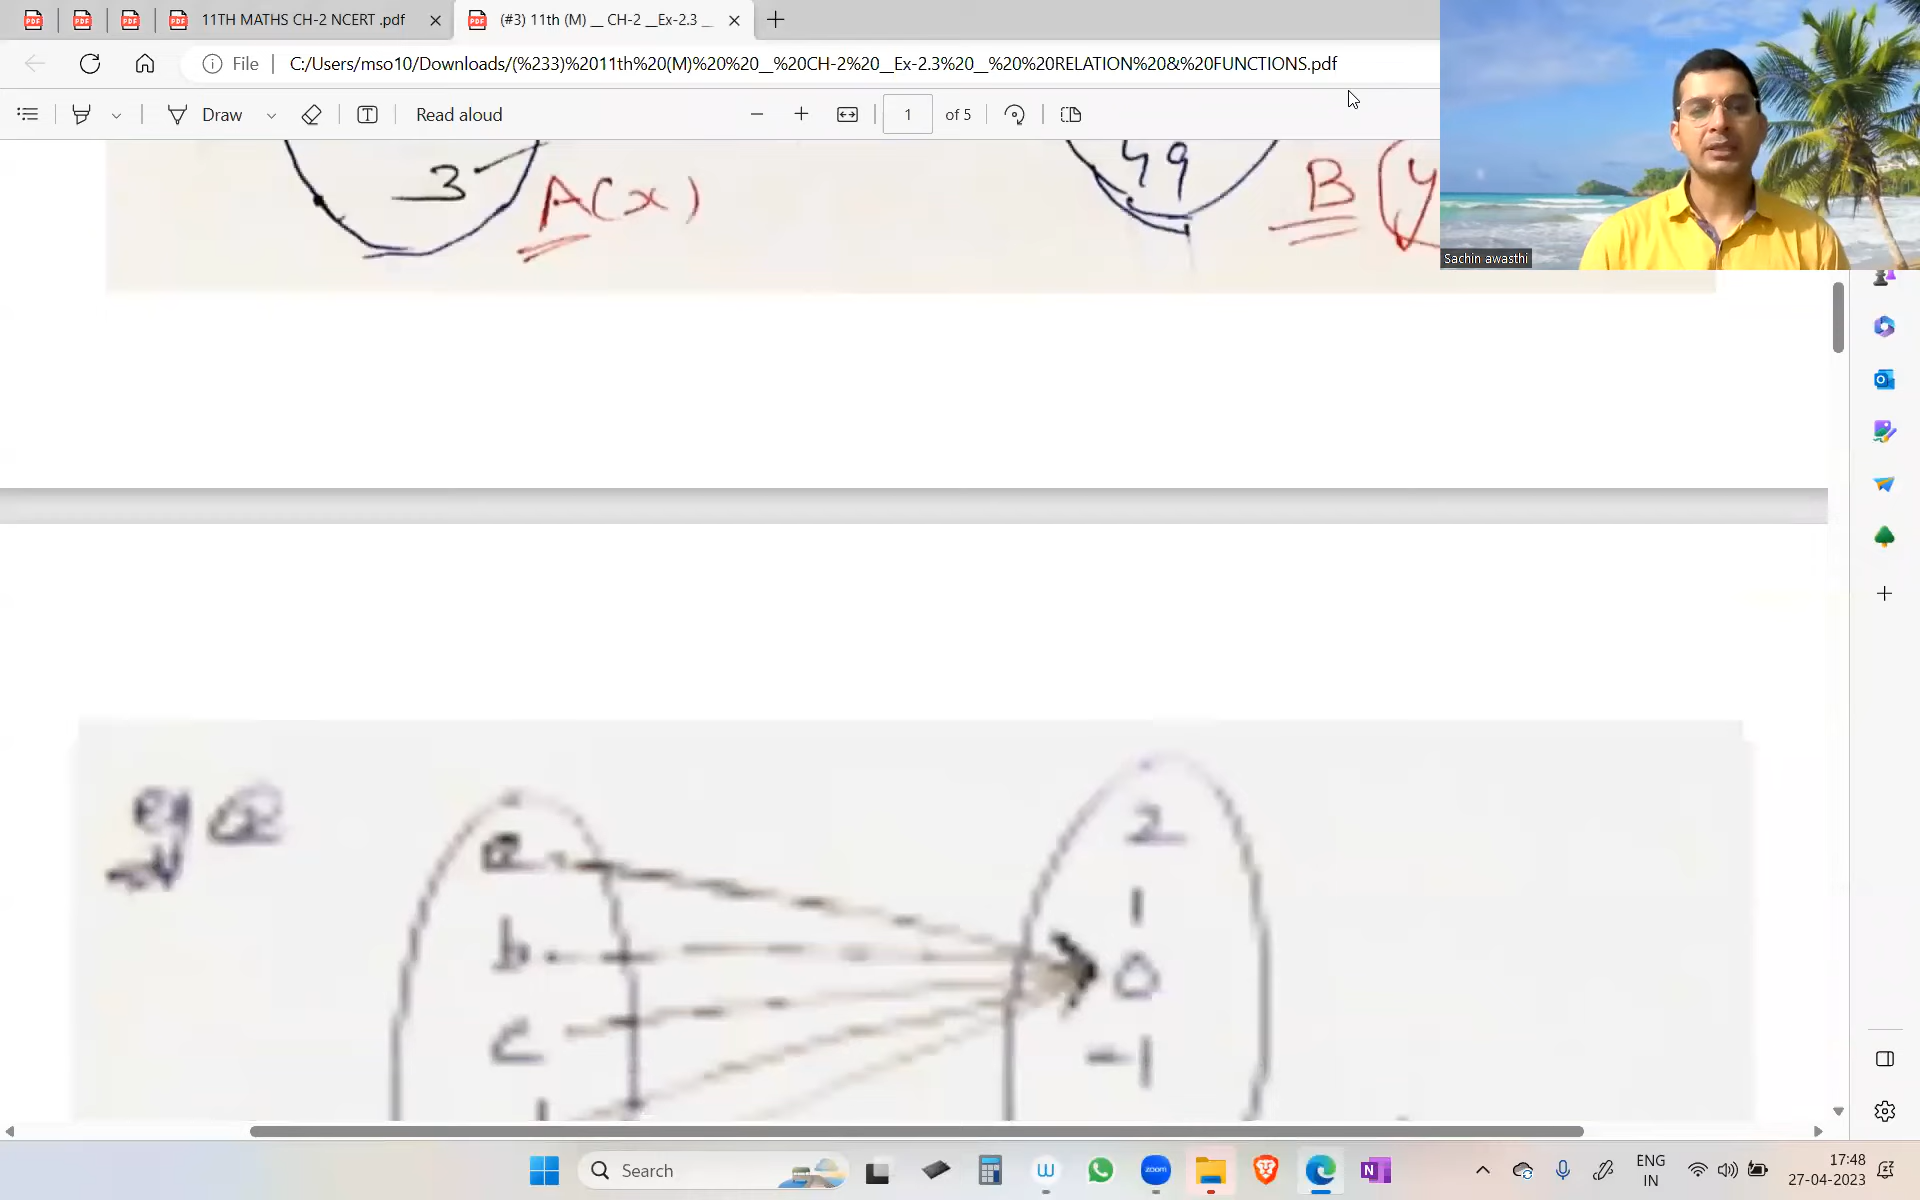 11TH MATHS CH-2 NCERT .pdf
(#3) 11th (M) __ CH-2 __Ex-2.3 __
File
C:/Users/mso10/Downloads/(%233)%2011th%20(M)%20%20__%20CH-2%20__Ex-2.3%20__%20%20RELATION%20&%20FUNCTIONS.pdf
Draw
Read aloud
1 of 5
3
A(x)
49
B (y
Sachin awasthi
eg 2
a
b
c
2
1
0
-1
Search
ENG
IN
17:48
27-04-2023